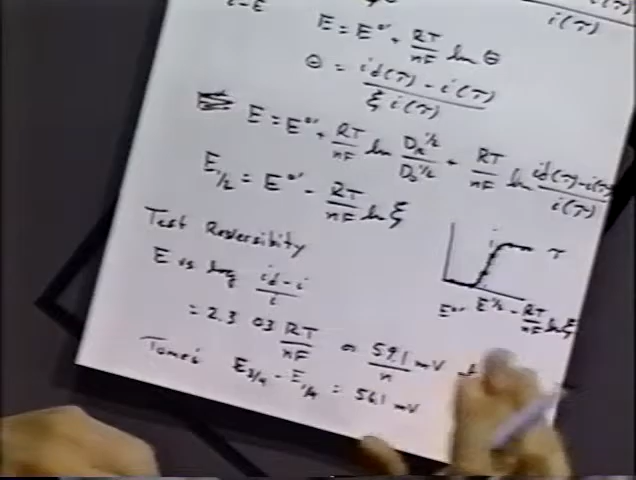 i-E
i(τ)
E = E°' + RT/nF ln θ
θ = id(τ) - i(τ) / ξ i(τ)
E = E°' + RT/nF ln D_R^1/2 / D_O^1/2 + RT/nF ln id(τ)-i(τ) / i(τ)
E1/2 = E°' - RT/nF ln ξ
Test Reversibility
τ
E vs log id-i / i
E°' E1/2 - RT/nF ln ξ
= 2.303 RT/nF or 59.1/n mV
Tomeš E3/4 - E1/4 = 56.1 mV